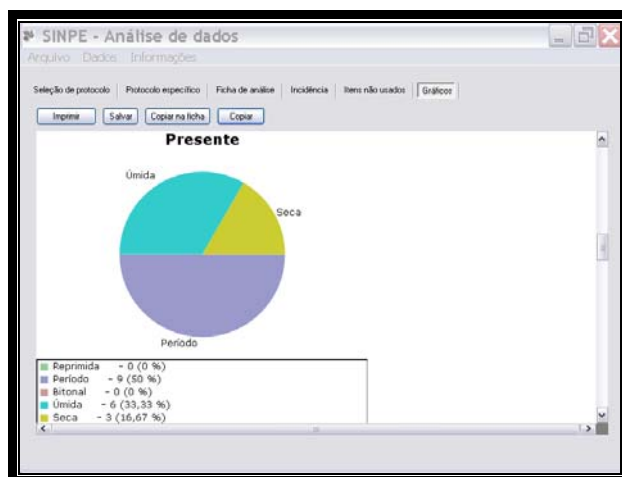 SINPE - Análise de dados
Arquivo Dados Informações
Seleção de protocolo Protocolo específico Ficha de análise Incidência Itens não usados Gráficos
Imprimir Salvar Copiar na ficha Copiar
Presente
Úmida
Seca
Período
Reprimida - 0 (0 %)
Período - 9 (50 %)
Bitonal - 0 (0 %)
Úmida - 6 (33,33 %)
Seca - 3 (16,67 %)